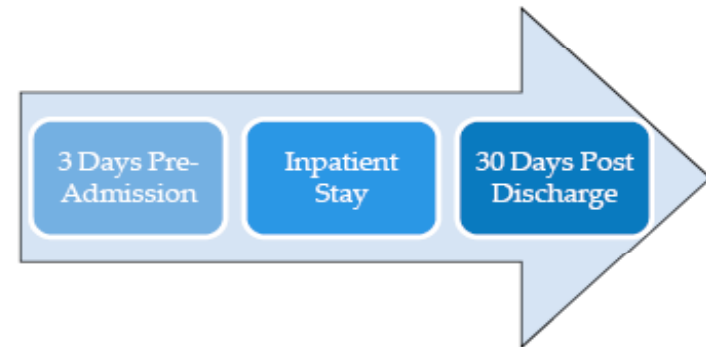 3 Days Pre-
Admission
Inpatient
Stay
30 Days Post
Discharge